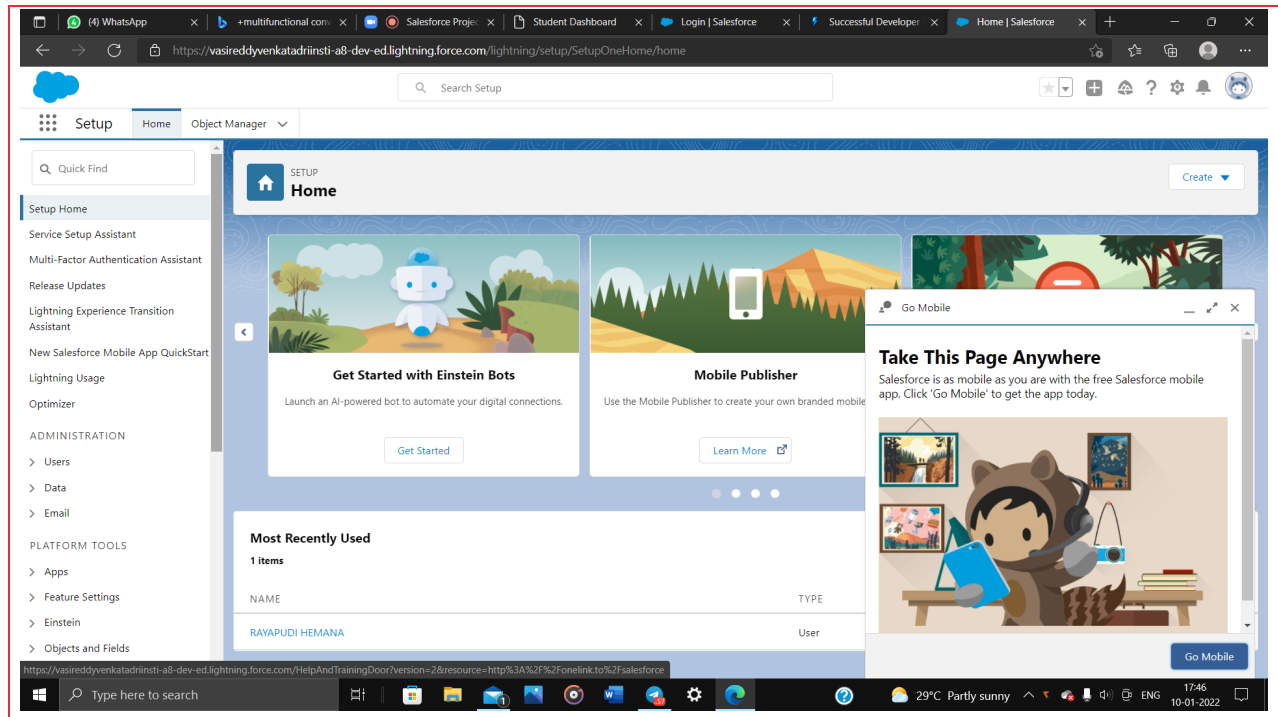 (4) WhatsApp
+multifunctional conv
Salesforce Projec
Student Dashboard
Login | Salesforce
Successful Developer
Home | Salesforce
https://vasireddyvenkatadriinsti-a8-dev-ed.lightning.force.com/lightning/setup/SetupOneHome/home
Search Setup
Setup
Home
Object Manager
Quick Find
Setup Home
Service Setup Assistant
Multi-Factor Authentication Assistant
Release Updates
Lightning Experience Transition
Assistant
New Salesforce Mobile App QuickStart
Lightning Usage
Optimizer
ADMINISTRATION
Users
Data
Email
PLATFORM TOOLS
Apps
Feature Settings
Einstein
Objects and Fields
SETUP
Home
Create
Get Started with Einstein Bots
Launch an AI-powered bot to automate your digital connections.
Get Started
Mobile Publisher
Use the Mobile Publisher to create your own branded mobile
Learn More
Most Recently Used
1 items
NAME
TYPE
RAYAPUDI HEMANA
User
Go Mobile
Take This Page Anywhere
Salesforce is as mobile as you are with the free Salesforce mobile
app. Click 'Go Mobile' to get the app today.
Go Mobile
https://vasireddyvenkatadriinsti-a8-dev-ed.lightning.force.com/HelpAndTrainingDoor?version=2&resource=http%3A%2F%2Fonelink.to%2Fsalesforce
Type here to search
29°C Partly sunny
ENG
17:46
10-01-2022